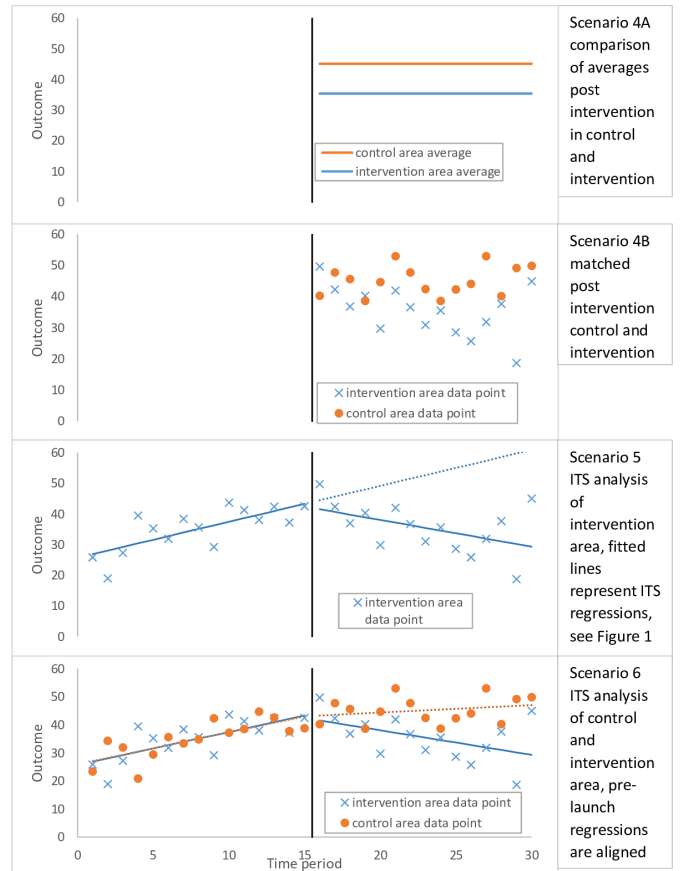 60
50
40
30
20
10
0
Outcome
control area average
intervention area average
Scenario 4A
comparison
of averages
post
intervention
in control
and
intervention
60
50
40
30
20
10
0
Outcome
intervention area data point
control area data point
Scenario 4B
matched
post
intervention
control and
intervention
60
50
40
30
20
10
0
Outcome
intervention area
data point
Scenario 5
ITS analysis
of
intervention
area, fitted
lines
represent ITS
regressions,
see Figure 1
60
50
40
30
20
10
0
Outcome
intervention area data point
control area data point
0 5 10 15 20 25 30
Time period
Scenario 6
ITS analysis
of control
and
intervention
area, pre-
launch
regressions
are aligned